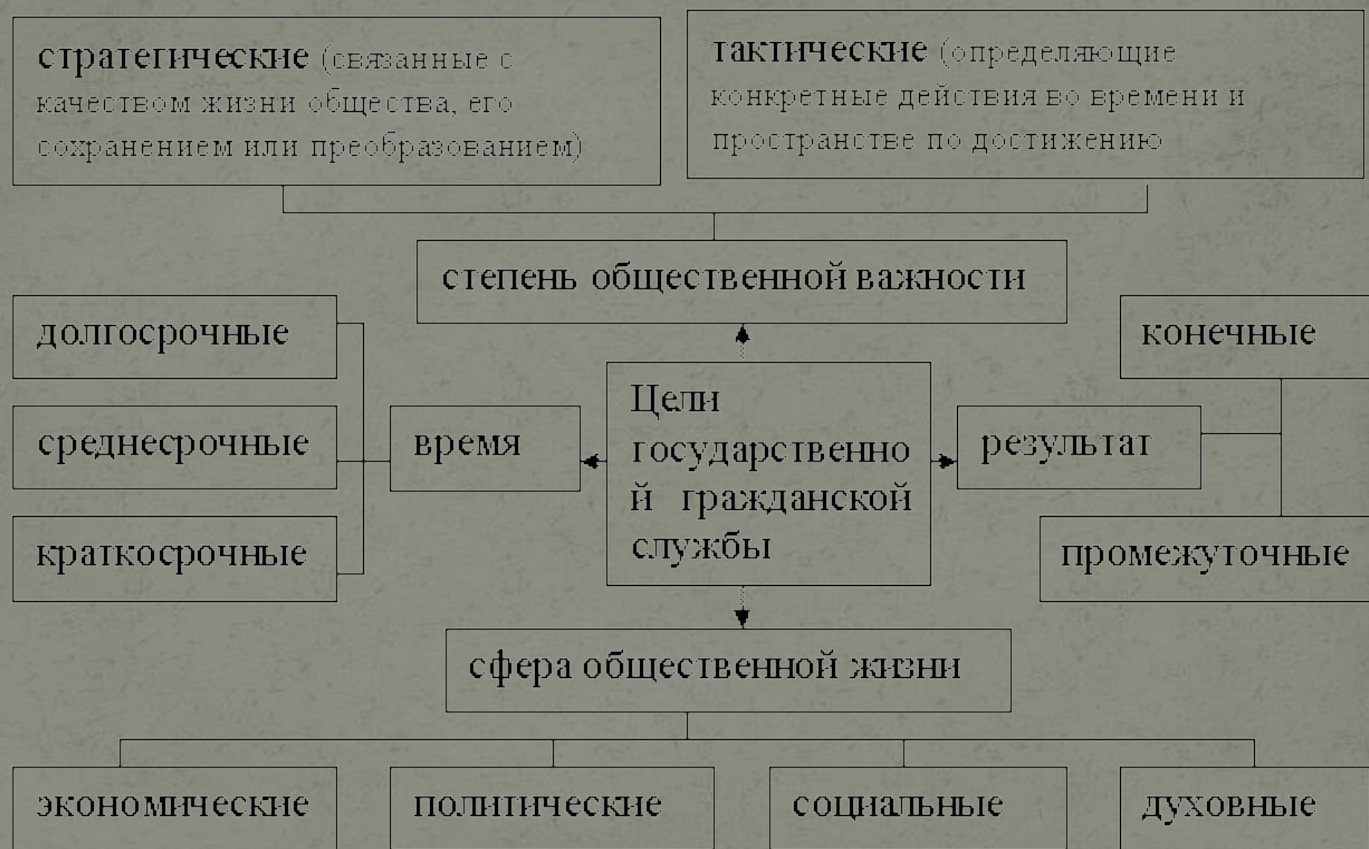 стратегические (связанные с
качеством жизни общества, его
сохранением или преобразованием)
тактические (определяющие
конкретные действия во времени и
пространстве по достижению
степень общественной важности
долгосрочные
среднесрочные
краткосрочные
время
Цели
государственно
й гражданской
службы
результат
конечные
промежуточные
сфера общественной жизни
экономические
политические
социальные
духовные